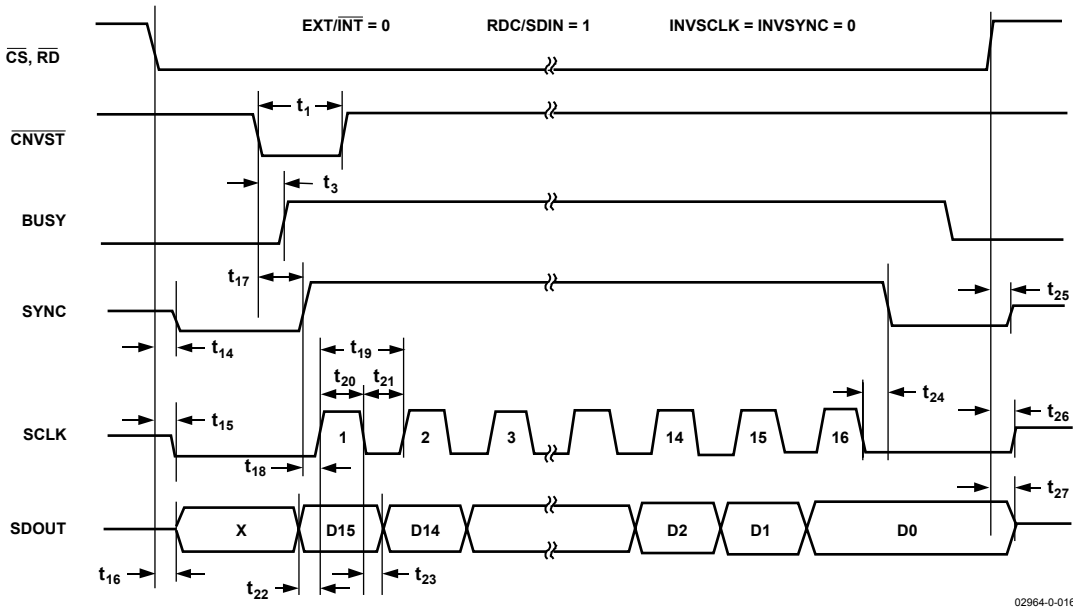 EXT/INT = 0 RDC/SDIN = 1 INVSCLK = INVSYNC = 0
CS, RD
t1
CNVST
t3
BUSY
t17
t25
SYNC
t14
t19
t20 t21
t24
t26
t15
SCLK
1 2 3 14 15 16
t18
t27
SDOUT
X D15 D14 D2 D1 D0
t16
t22
t23
02964-0-016